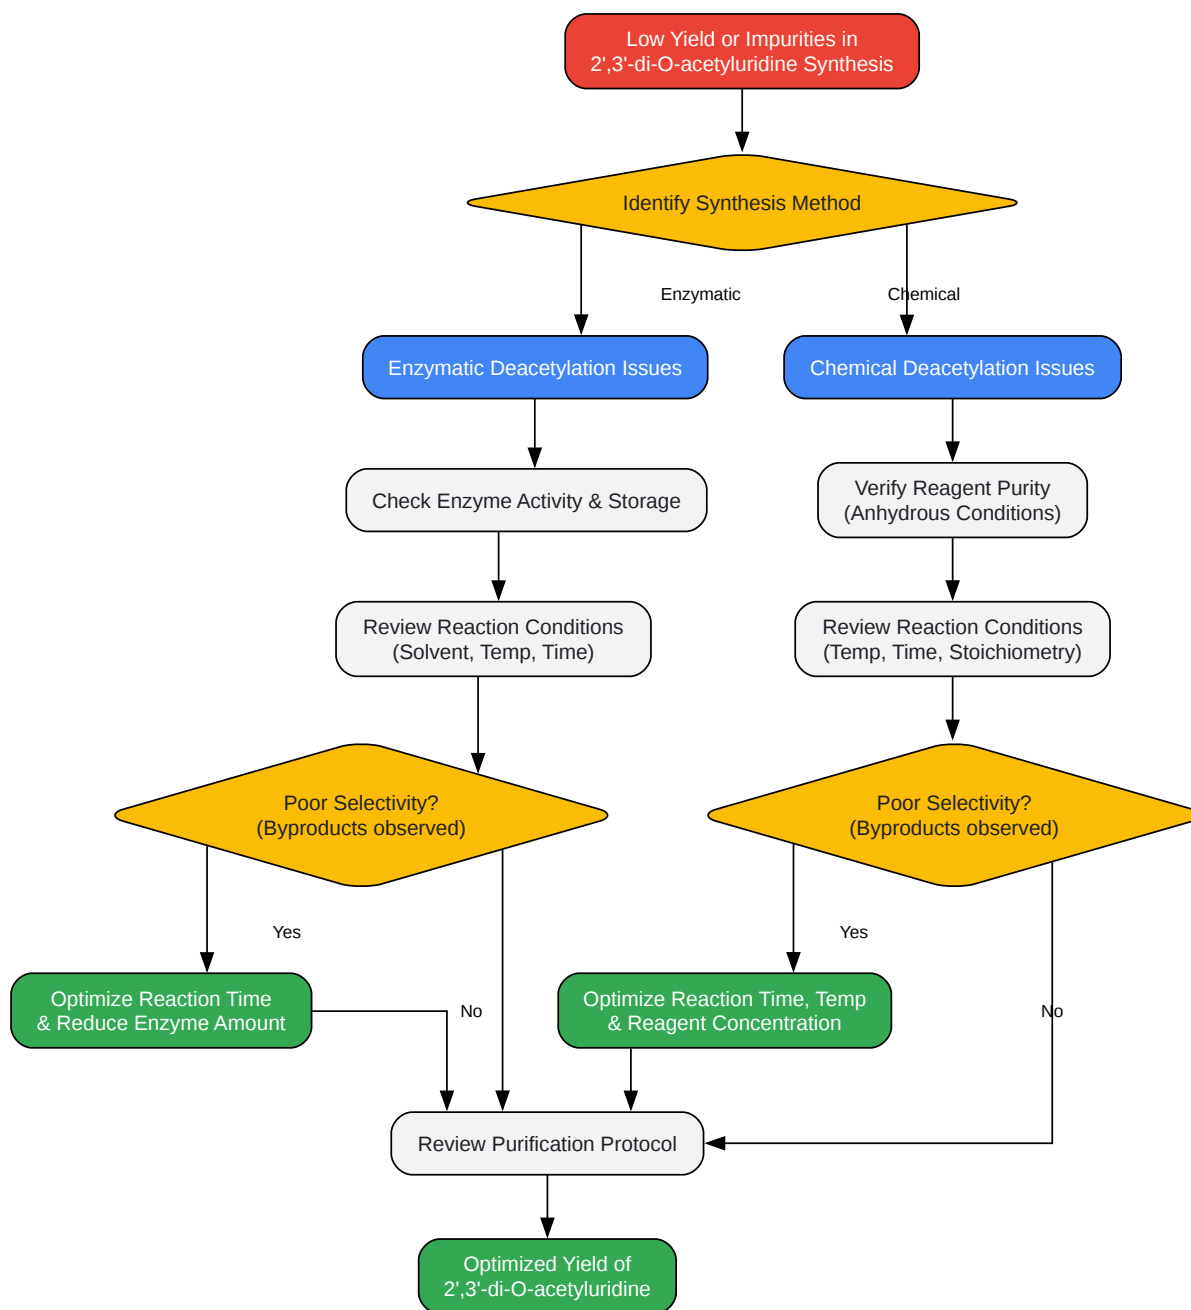 Low Yield or Impurities in
2',3'-di-O-acetyluridine Synthesis
Identify Synthesis Method
Enzymatic
Chemical
Enzymatic Deacetylation Issues
Chemical Deacetylation Issues
Check Enzyme Activity & Storage
Verify Reagent Purity
(Anhydrous Conditions)
Review Reaction Conditions
(Solvent, Temp, Time)
Review Reaction Conditions
(Temp, Time, Stoichiometry)
Poor Selectivity?
(Byproducts observed)
Poor Selectivity?
(Byproducts observed)
Yes
Yes
Optimize Reaction Time
& Reduce Enzyme Amount
No
Optimize Reaction Time, Temp
& Reagent Concentration
No
Review Purification Protocol
Optimized Yield of
2',3'-di-O-acetyluridine